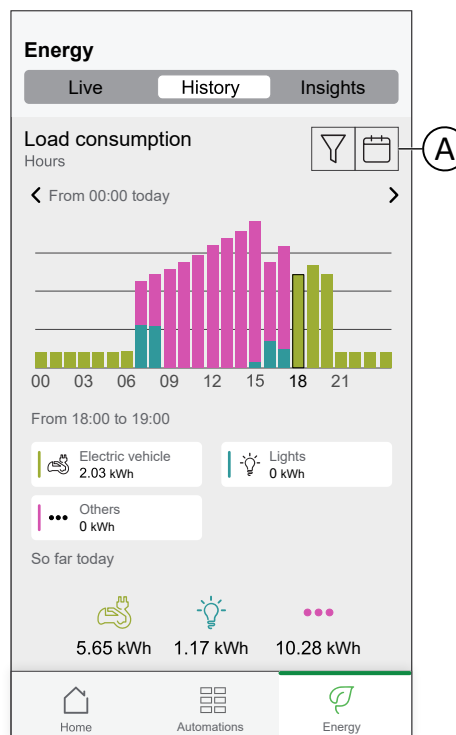 Energy
Live History Insights
Load consumption
Hours
A
From 00:00 today
00 03 06 09 12 15 18 21
From 18:00 to 19:00
Electric vehicle
2.03 kWh
Lights
0 kWh
Others
0 kWh
So far today
5.65 kWh 1.17 kWh 10.28 kWh
Home Automations Energy